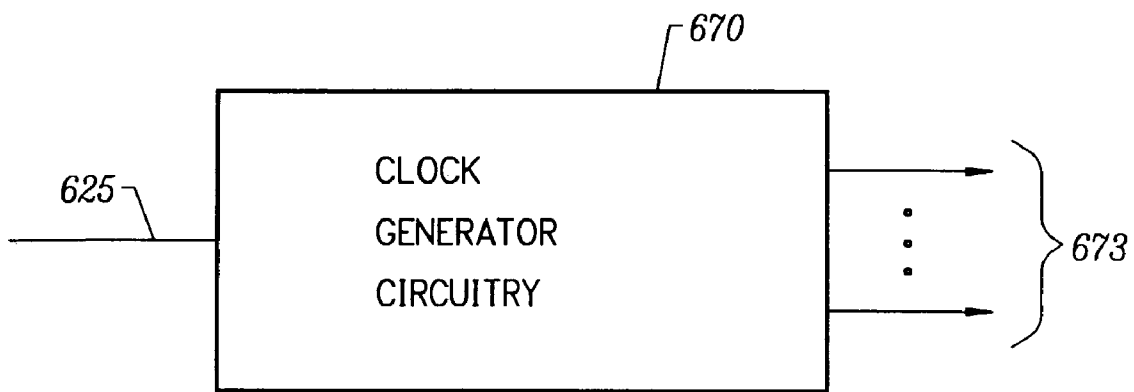 670
625
CLOCK
GENERATOR
CIRCUITRY
673